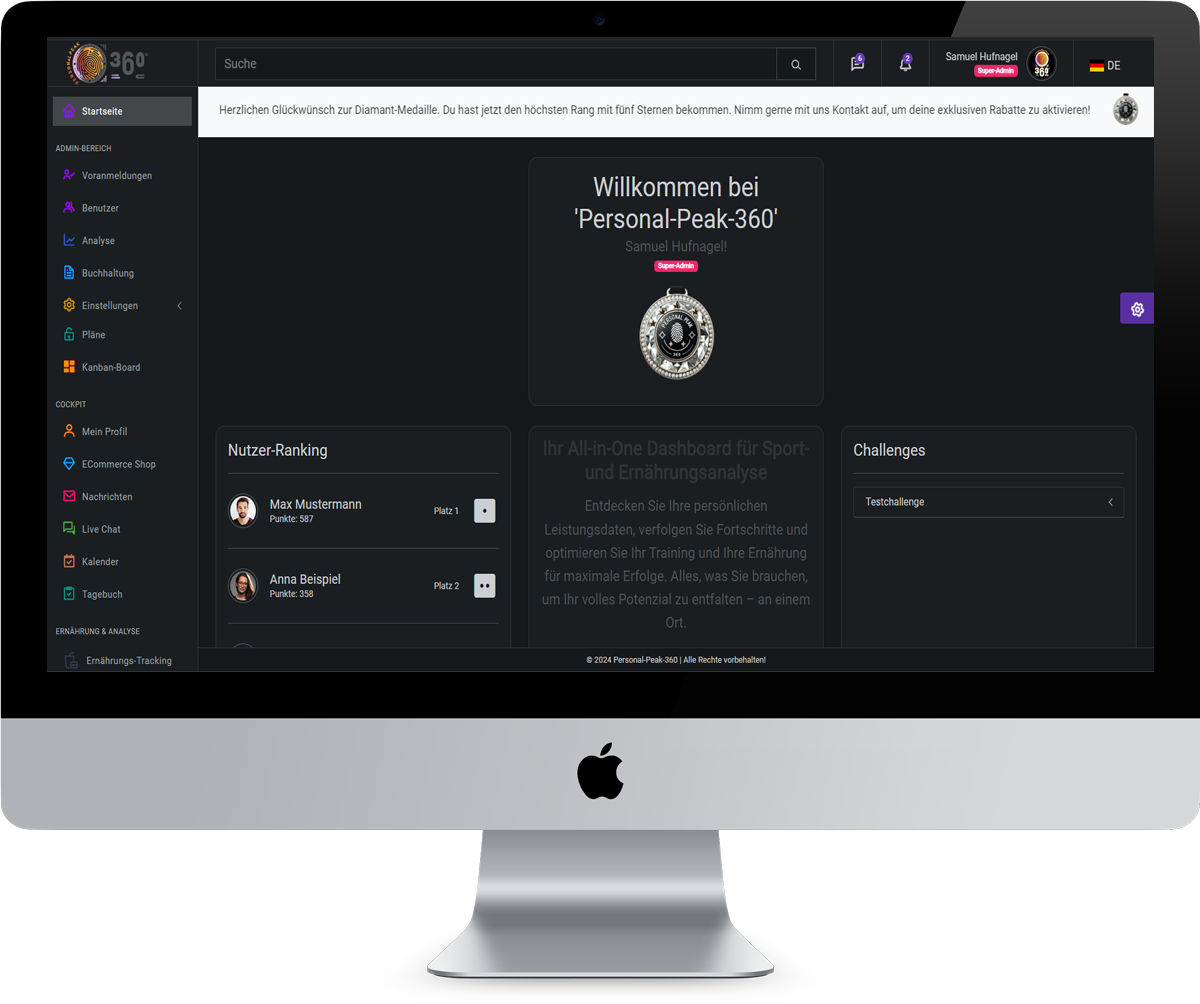 PERSONAL PEAK
360°
Suche
6
2
Samuel Hufnagel
Super-Admin
360
DE
Startseite
Herzlichen Glückwünsch zur Diamant-Medaille. Du hast jetzt den höchsten Rang mit fünf Sternen bekommen. Nimm gerne mit uns Kontakt auf, um deine exklusiven Rabatte zu aktivieren!
ADMIN-BEREICH
Voranmeldungen
Benutzer
Analyse
Buchhaltung
Einstellungen
Pläne
Kanban-Board
COCKPIT
Mein Profil
ECommerce Shop
Nachrichten
Live Chat
Kalender
Tagebuch
ERNÄHRUNG & ANALYSE
Ernährungs-Tracking
Willkommen bei
'Personal-Peak-360'
Samuel Hufnagel!
Super-Admin
PERSONAL PEAK
360
Nutzer-Ranking
Max Mustermann
Punkte: 587
Platz 1
Anna Beispiel
Punkte: 358
Platz 2
Ihr All-in-One Dashboard für Sport-
und Ernährungsanalyse
Entdecken Sie Ihre persönlichen
Leistungsdaten, verfolgen Sie Fortschritte und
optimieren Sie Ihr Training und Ihre Ernährung
für maximale Erfolge. Alles, was Sie brauchen,
um Ihr volles Potenzial zu entfalten – an einem
Ort.
Challenges
Testchallenge
© 2024 Personal-Peak-360 | Alle Rechte vorbehalten!